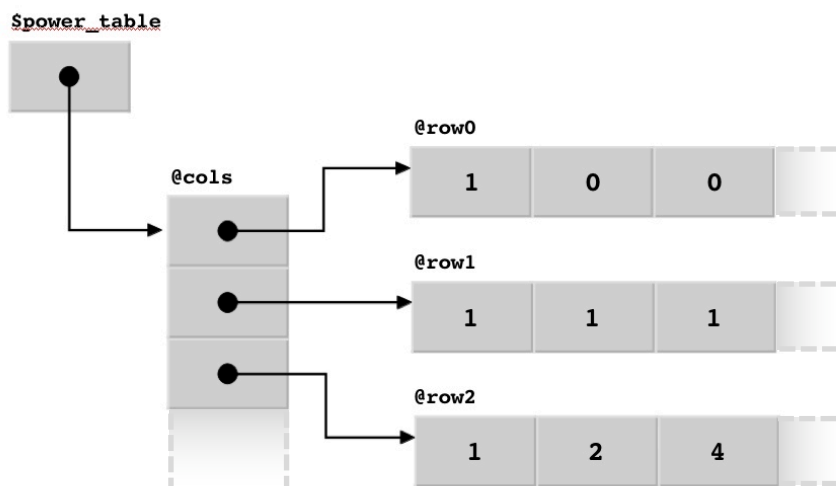 $power_table
@row0
1 0 0
@cols
@row1
1 1 1
@row2
1 2 4